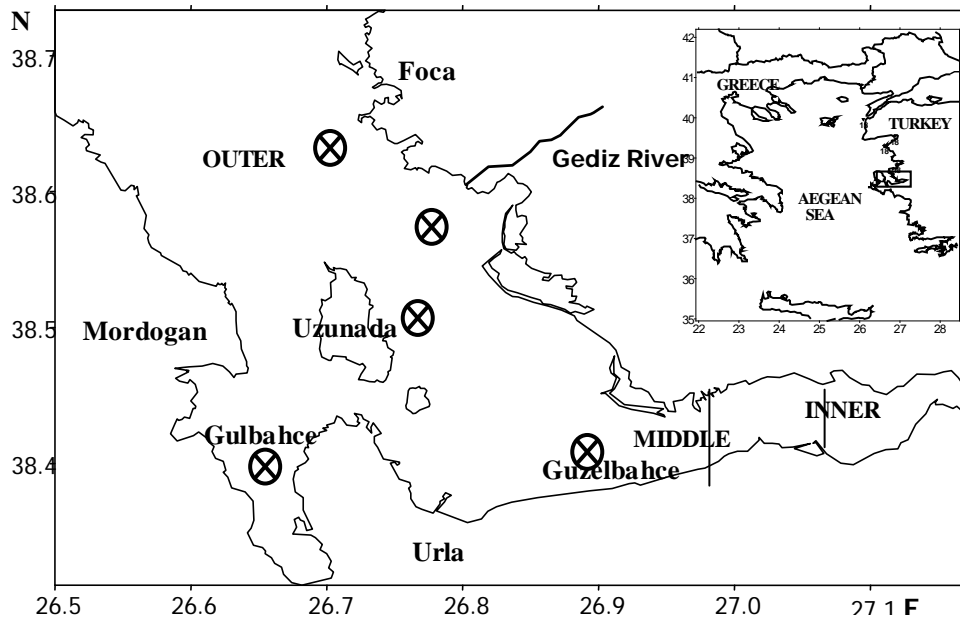 N
38.7
Foca
OUTER
Gediz River
38.6
Mordogan
Uzunada
38.5
INNER
MIDDLE
Gulbahce
Guzelbahce
38.4
Urla
26.5 26.6 26.7 26.8 26.9 27.0 27.1 E
42
41
GREECE
40
TURKEY
39
38
AEGEAN
SEA
37
36
35
22 23 24 25 26 27 28